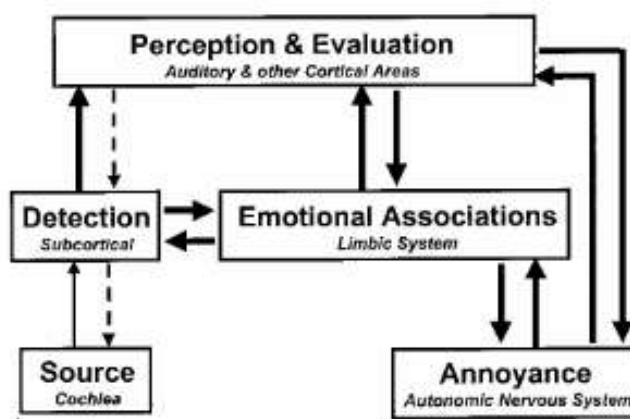 Perception & Evaluation
Auditory & other Cortical Areas
Detection
Subcortical
Emotional Associations
Limbic System
Source
Cochlea
Annoyance
Autonomic Nervous System